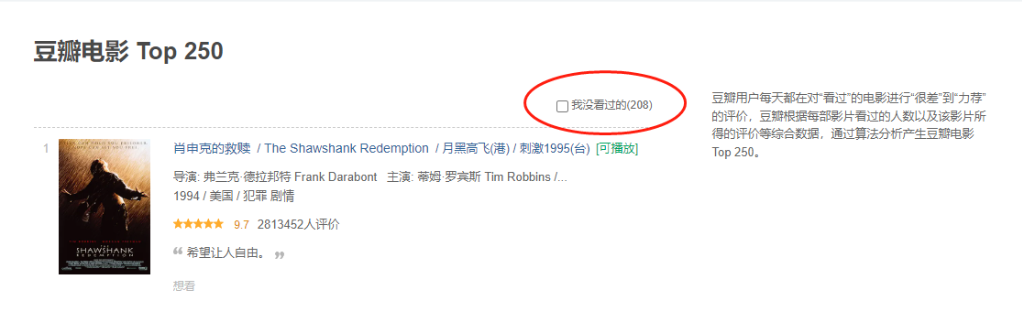 豆瓣电影 Top 250
我没看过的(208)
豆瓣用户每天都在对“看过”的电影进行“很差”到“力荐”
的评价，豆瓣根据每部影片看过的人数以及该影片所
得的评价等综合数据，通过算法分析产生豆瓣电影
Top 250。
1
肖申克的救赎 / The Shawshank Redemption / 月黑高飞(港) / 刺激1995(台) [可播放]
导演: 弗兰克·德拉邦特 Frank Darabont 主演: 蒂姆·罗宾斯 Tim Robbins /...
1994 / 美国 / 犯罪 剧情
9.7 2813452人评价
“ 希望让人自由。 ”
想看
THE
SHAWSHANK
REDEMPTION